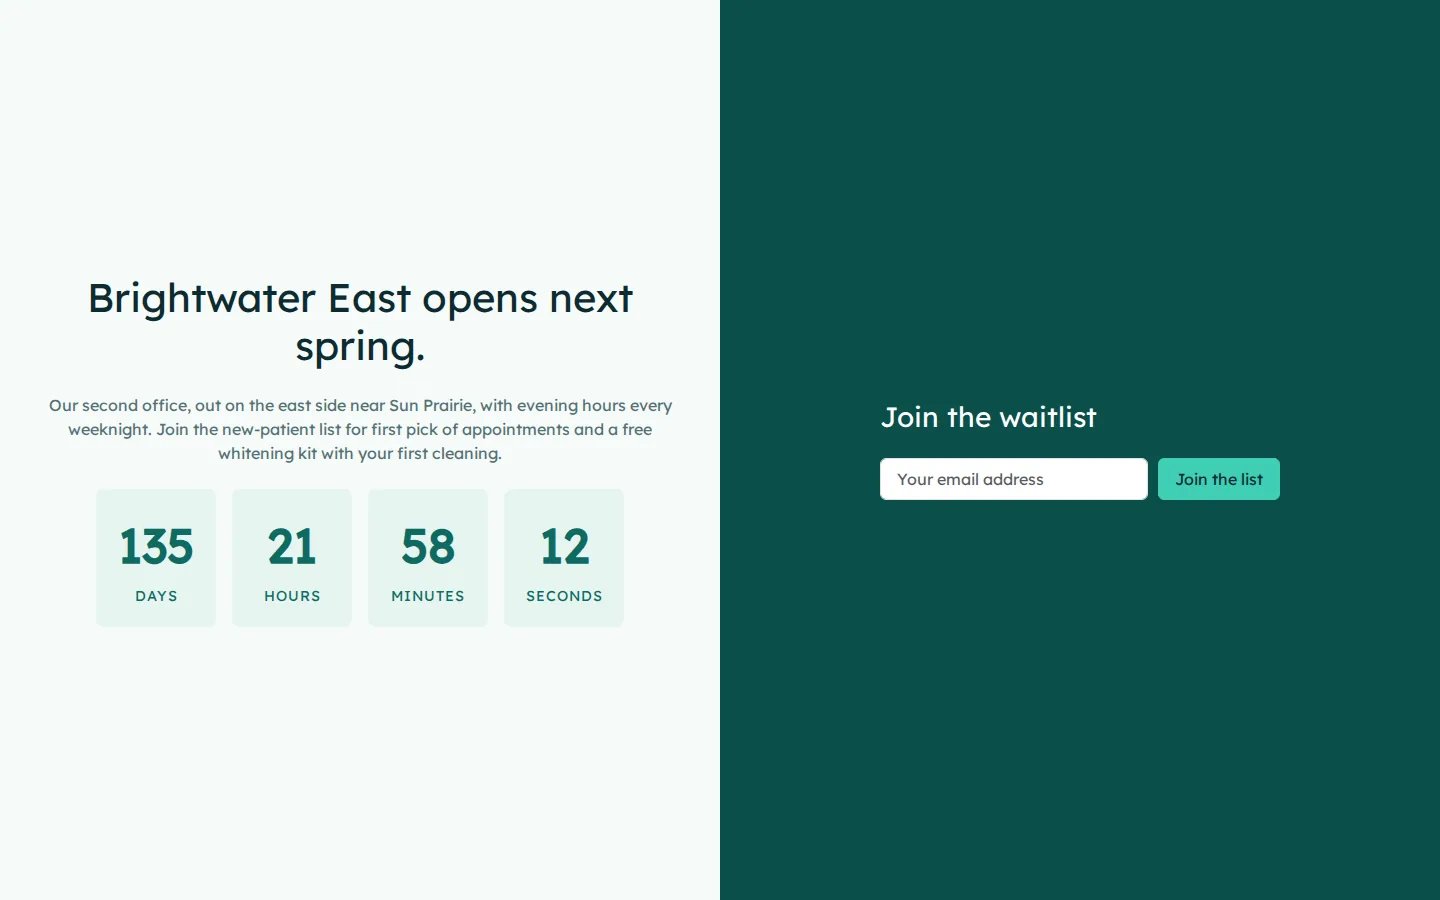 Brightwater East opens next
spring.
Our second office, out on the east side near Sun Prairie, with evening hours every
weeknight. Join the new-patient list for first pick of appointments and a free
whitening kit with your first cleaning.
135
DAYS
21
HOURS
58
MINUTES
12
SECONDS
Join the waitlist
Your email address
Join the list